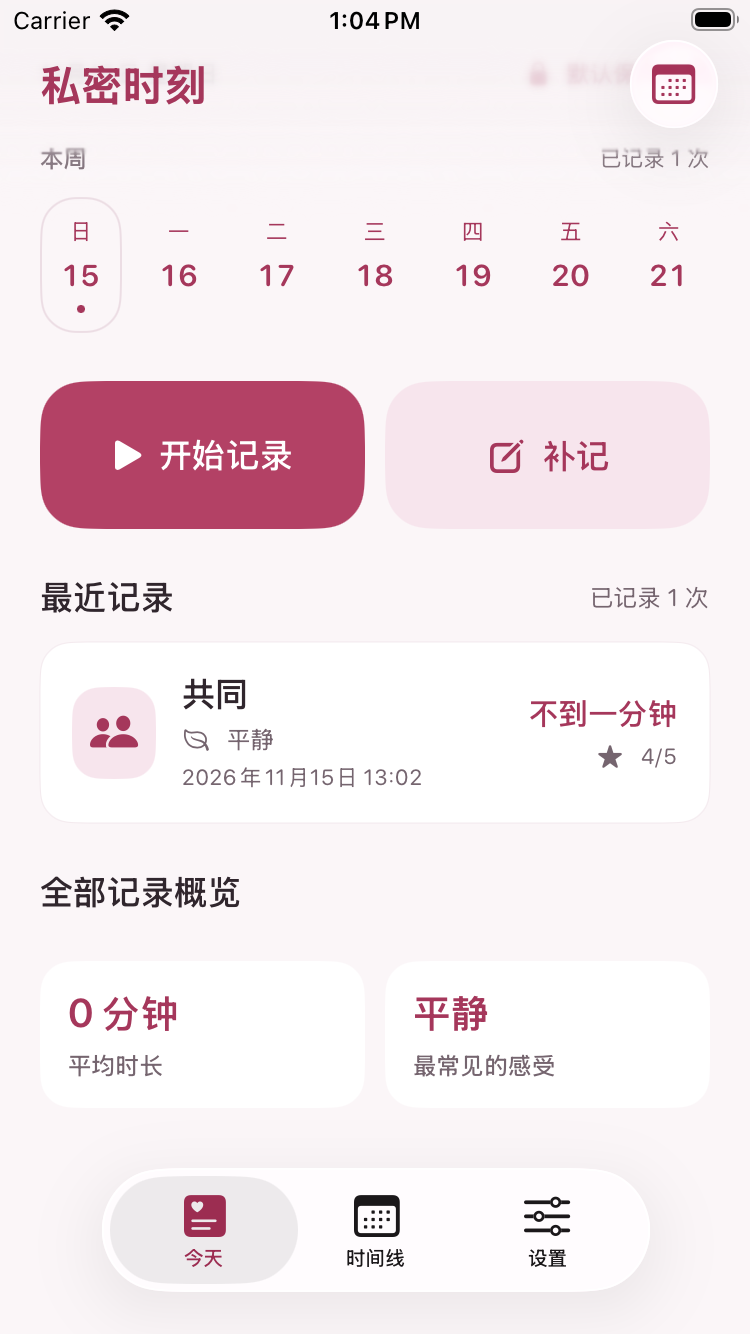 Carrier 1:04 PM
私密时刻
本周 已记录 1 次
日 一 二 三 四 五 六
15 16 17 18 19 20 21
开始记录 补记
最近记录 已记录 1 次
共同
平静
2026年11月15日 13:02
不到一分钟
4/5
全部记录概览
0 分钟
平均时长
平静
最常见的感受
今天 时间线 设置